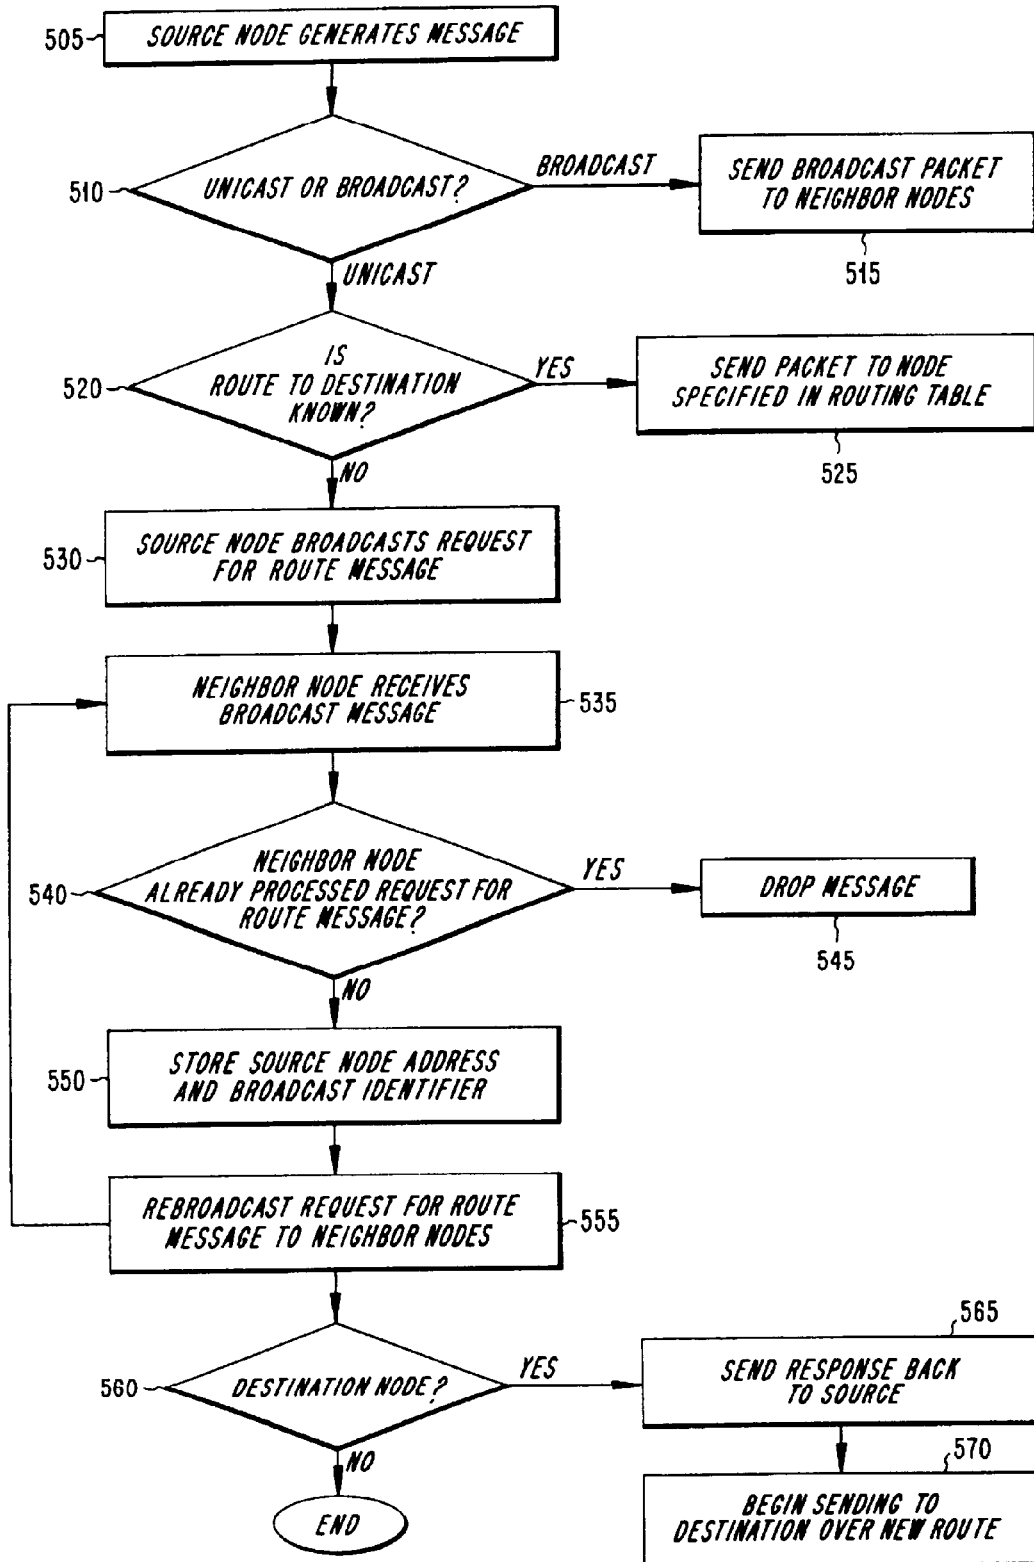 505
SOURCE NODE GENERATES MESSAGE
510
UNICAST OR BROADCAST?
BROADCAST
SEND BROADCAST PACKET
TO NEIGHBOR NODES
515
UNICAST
520
IS
ROUTE TO DESTINATION
KNOWN?
YES
SEND PACKET TO NODE
SPECIFIED IN ROUTING TABLE
525
NO
530
SOURCE NODE BROADCASTS REQUEST
FOR ROUTE MESSAGE
NEIGHBOR NODE RECEIVES
BROADCAST MESSAGE
535
540
NEIGHBOR NODE
ALREADY PROCESSED REQUEST FOR
ROUTE MESSAGE?
YES
DROP MESSAGE
545
NO
550
STORE SOURCE NODE ADDRESS
AND BROADCAST IDENTIFIER
REBROADCAST REQUEST FOR ROUTE
MESSAGE TO NEIGHBOR NODES
555
560
DESTINATION NODE?
YES
565
SEND RESPONSE BACK
TO SOURCE
570
BEGIN SENDING TO
DESTINATION OVER NEW ROUTE
NO
END